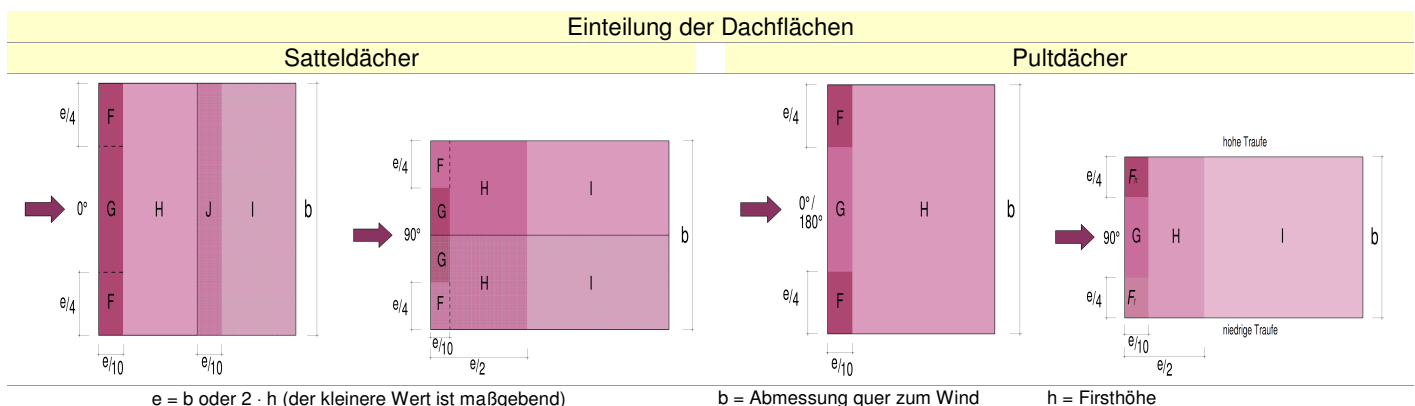 Einteilung der Dachflächen
Satteldächer
Pultdächer
e/4
F
0°
G
H
J
I
b
e/4
F
e/10
e/10
e/4
F
H
I
G
90°
b
G
H
I
e/4
F
e/10
e/2
e/4
F
0°/
180°
G
H
b
e/4
F
e/10
hohe Traufe
e/4
Fh
90°
G
H
I
b
e/4
niedrige Traufe
e/10
e/2
e = b oder 2 · h (der kleinere Wert ist maßgebend)
b = Abmessung quer zum Wind
h = Firsthöhe